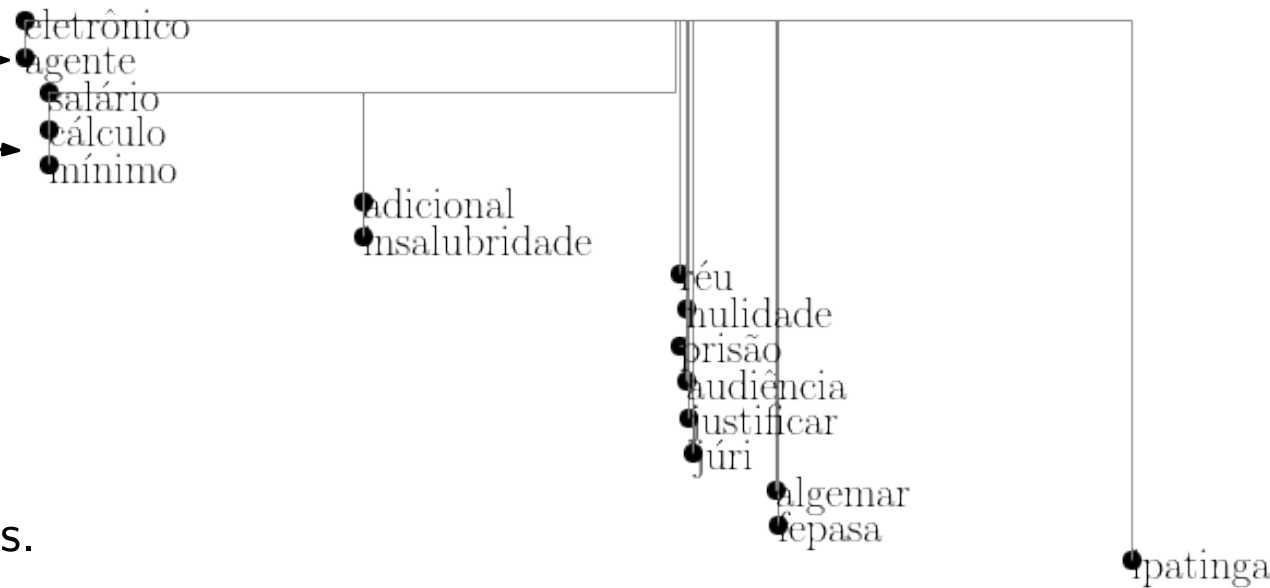 eletrônico
agente
salário
cálculo
mínimo
adicional
insalubridade
réu
nulidade
prisão
audiência
justificar
júri
algemar
fepasa
s.
ipatinga